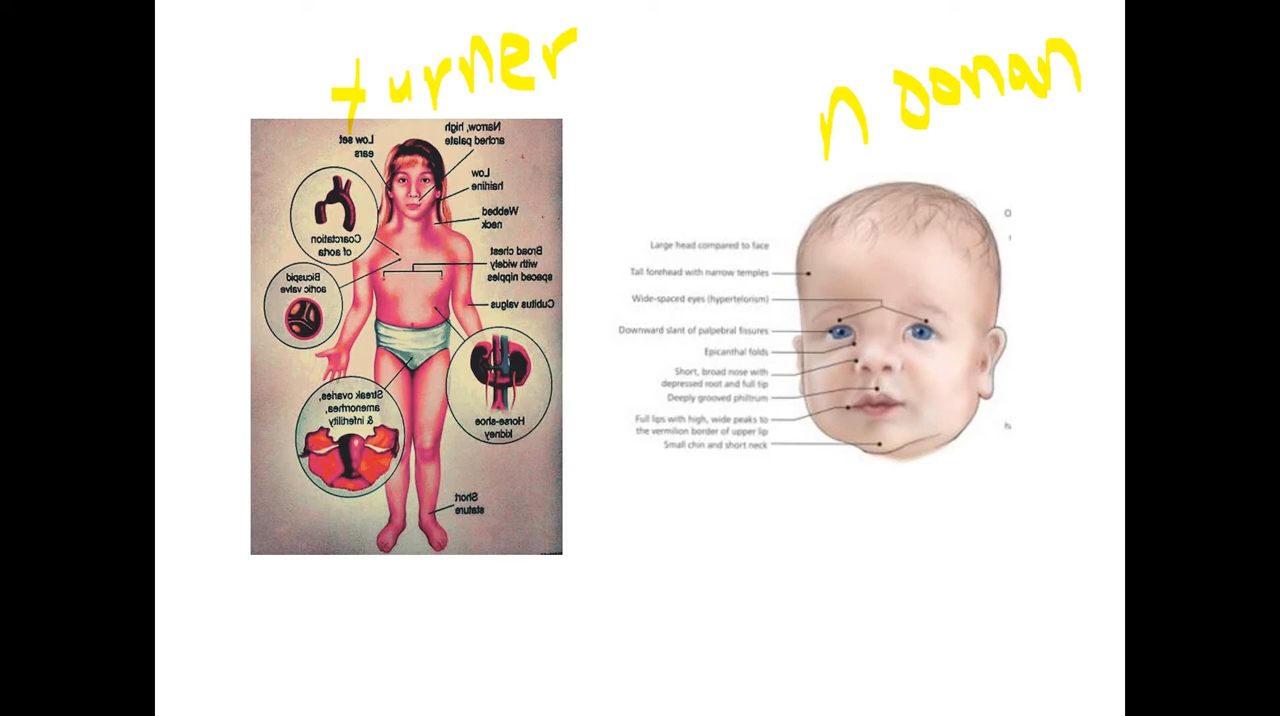 turner
noonan
Narrow, high
arched palate
Low set
ears
Low
hairline
Webbed
neck
Coarctation
of aorta
Broad chest
with widely
spaced nipples
Bicuspid
aortic valve
Cubitus valgus
Streak ovaries,
amenorrhea,
& infertility
Horse-shoe
kidney
Short
stature
Large head compared to face
Tall forehead with narrow temples
Wide-spaced eyes (hypertelorism)
Downward slant of palpebral fissures
Epicanthal folds
Short, broad nose with
depressed root and full tip
Deeply grooved philtrum
Full lips with high, wide peaks to
the vermilion border of upper lip
Small chin and short neck